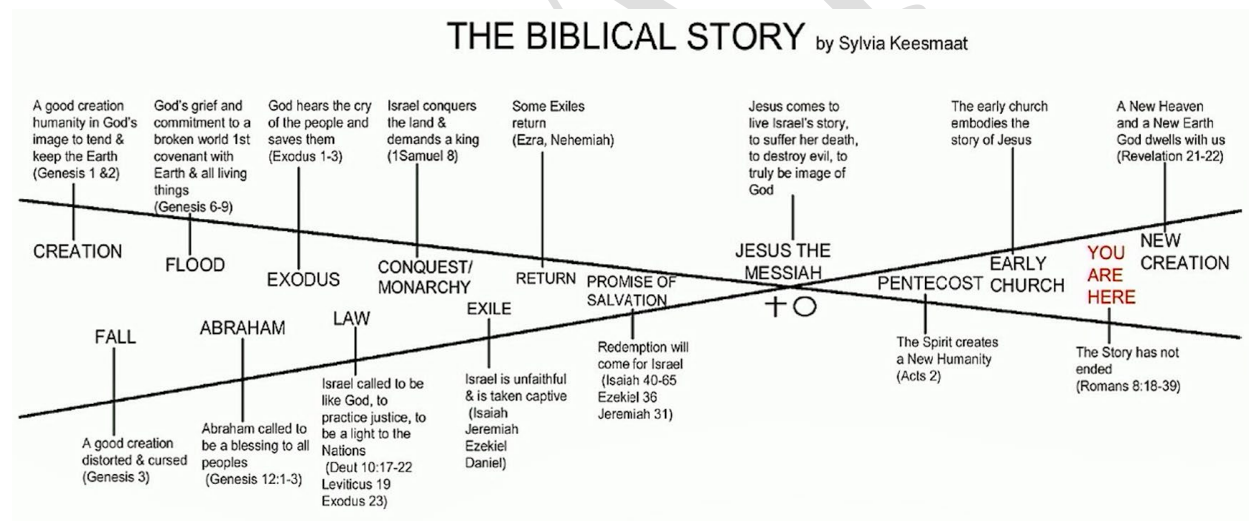 THE BIBLICAL STORY by Sylvia Keesmaat
A good creation
humanity in God's
image to tend &
keep the Earth
(Genesis 1 &2)
CREATION
FALL
A good creation
distorted & cursed
(Genesis 3)
God's grief and
commitment to a
broken world 1st
covenant with
Earth & all living
things
(Genesis 6-9)
FLOOD
ABRAHAM
Abraham called to
be a blessing to all
peoples
(Genesis 12:1-3)
God hears the cry
of the people and
saves them
(Exodus 1-3)
EXODUS
LAW
Israel called to be
like God, to
practice justice, to
be a light to the
Nations
(Deut 10:17-22
Leviticus 19
Exodus 23)
Israel conquers
the land &
demands a king
(1Samuel 8)
CONQUEST/
MONARCHY
EXILE
Israel is unfaithful
& is taken captive
(Isaiah
Jeremiah
Ezekiel
Daniel)
Some Exiles
return
(Ezra, Nehemiah)
RETURN
PROMISE OF
SALVATION
Redemption will
come for Israel
(Isaiah 40-65
Ezekiel 36
Jeremiah 31)
Jesus comes to
live Israel's story,
to suffer her death,
to destroy evil, to
truly be image of
God
JESUS THE
MESSIAH
PENTECOST
The Spirit creates
a New Humanity
(Acts 2)
The early church
embodies the
story of Jesus
EARLY
CHURCH
YOU
ARE
HERE
The Story has not
ended
(Romans 8:18-39)
A New Heaven
and a New Earth
God dwells with us
(Revelation 21-22)
NEW
CREATION